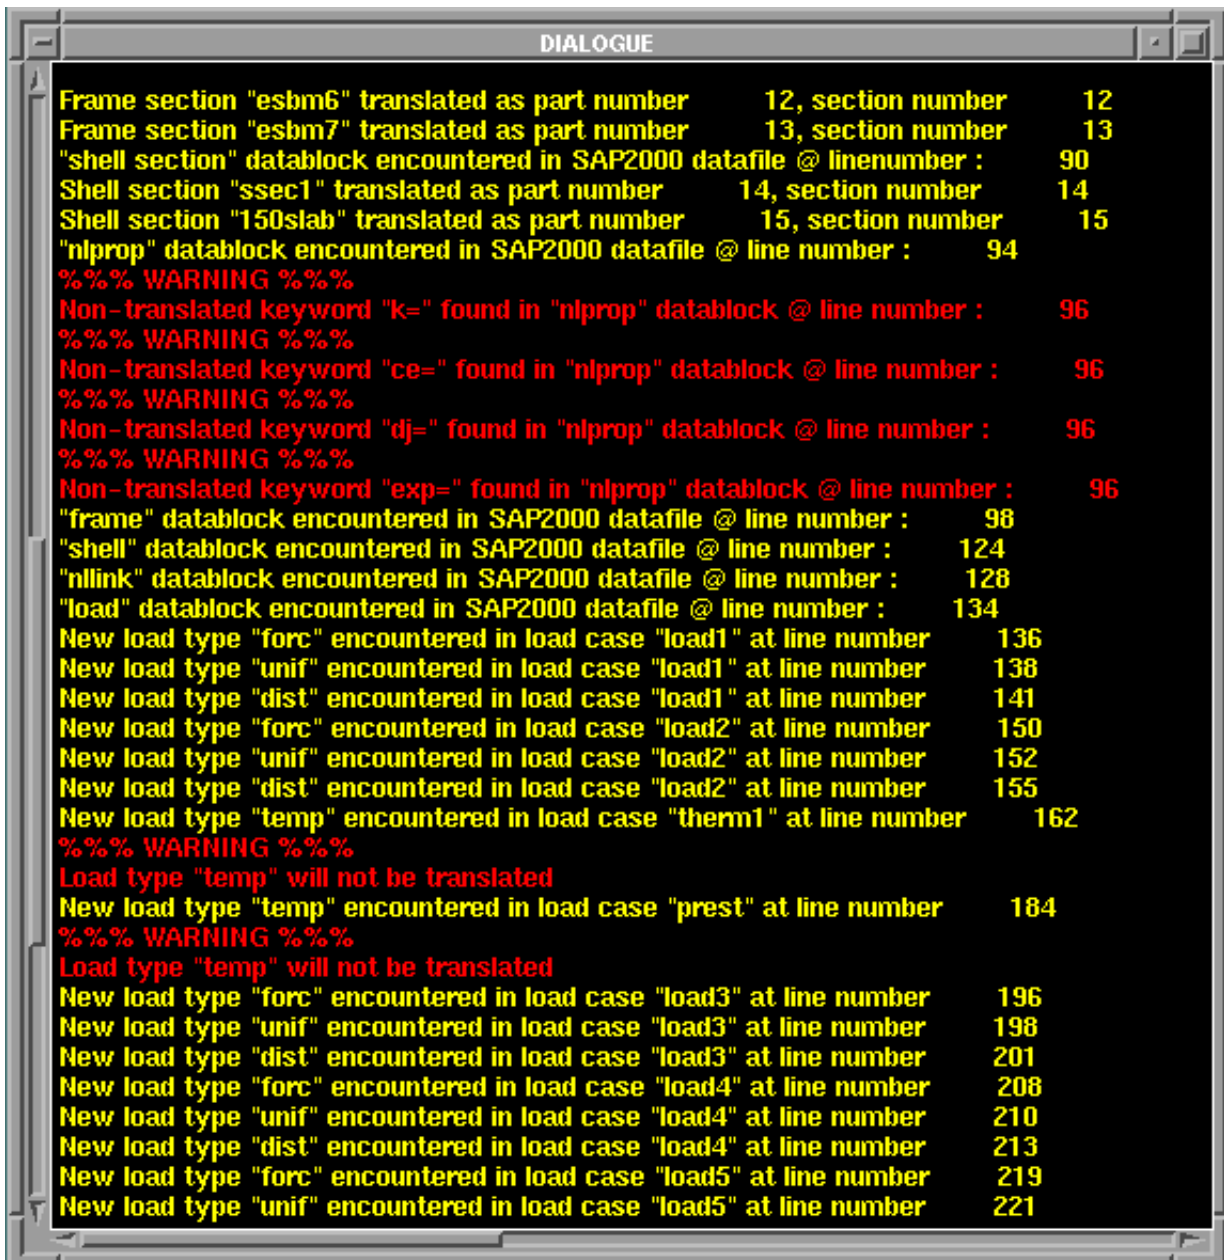 DIALOGUE
Frame section "esbm6" translated as part number 12, section number 12
Frame section "esbm7" translated as part number 13, section number 13
"shell section" datablock encountered in SAP2000 datafile @ linenumber : 90
Shell section "ssec1" translated as part number 14, section number 14
Shell section "150slab" translated as part number 15, section number 15
"nlprop" datablock encountered in SAP2000 datafile @ line number : 94
%%% WARNING %%%
Non-translated keyword "k=" found in "nlprop" datablock @ line number : 96
%%% WARNING %%%
Non-translated keyword "ce=" found in "nlprop" datablock @ line number : 96
%%% WARNING %%%
Non-translated keyword "dj=" found in "nlprop" datablock @ line number : 96
%%% WARNING %%%
Non-translated keyword "exp=" found in "nlprop" datablock @ line number : 96
"frame" datablock encountered in SAP2000 datafile @ line number : 98
"shell" datablock encountered in SAP2000 datafile @ line number : 124
"nllink" datablock encountered in SAP2000 datafile @ line number : 128
"load" datablock encountered in SAP2000 datafile @ line number : 134
New load type "forc" encountered in load case "load1" at line number 136
New load type "unif" encountered in load case "load1" at line number 138
New load type "dist" encountered in load case "load1" at line number 141
New load type "forc" encountered in load case "load2" at line number 150
New load type "unif" encountered in load case "load2" at line number 152
New load type "dist" encountered in load case "load2" at line number 155
New load type "temp" encountered in load case "therm1" at line number 162
%%% WARNING %%%
Load type "temp" will not be translated
New load type "temp" encountered in load case "prest" at line number 184
%%% WARNING %%%
Load type "temp" will not be translated
New load type "forc" encountered in load case "load3" at line number 196
New load type "unif" encountered in load case "load3" at line number 198
New load type "dist" encountered in load case "load3" at line number 201
New load type "forc" encountered in load case "load4" at line number 208
New load type "unif" encountered in load case "load4" at line number 210
New load type "dist" encountered in load case "load4" at line number 213
New load type "forc" encountered in load case "load5" at line number 219
New load type "unif" encountered in load case "load5" at line number 221